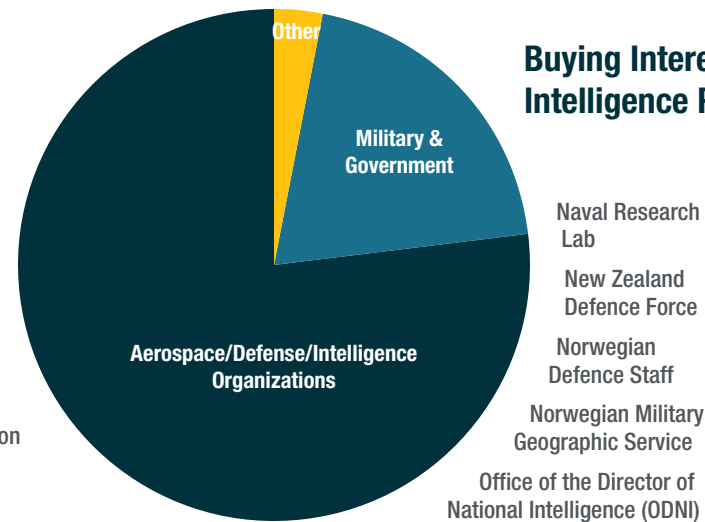 Other
Military &
Government
Aerospace/Defense/Intelligence
Organizations
on
Buying Intere
Intelligence
Naval Research
Lab
New Zealand
Defence Force
Norwegian
Defence Staff
Norwegian Military
Geographic Service
Office of the Director of
National Intelligence (ODNI)